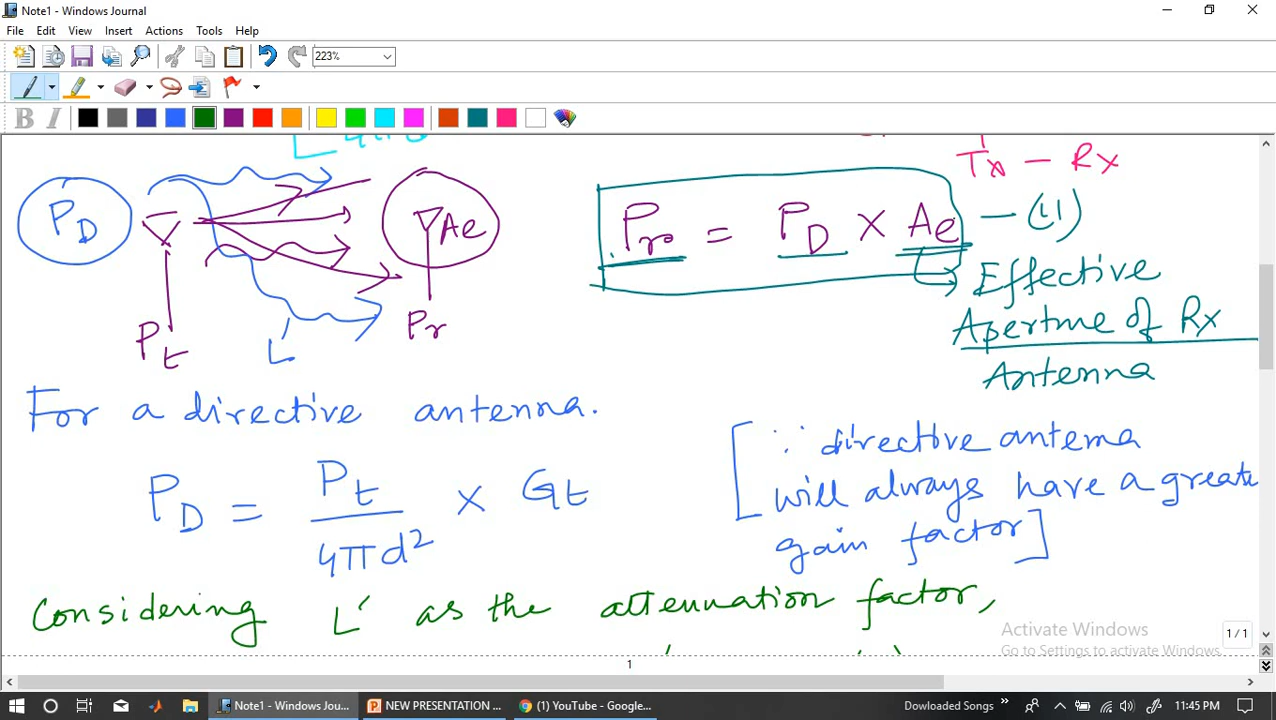 Note1 - Windows Journal
File Edit View Insert Actions Tools Help
223%
B I
Tx - Rx
PD
Ae
Pt
L
Pr
Pr = PD × Ae
Effective
Aperture of Rx
Antenna
For a directive antenna.
[∵ directive antenna
will always have a greate
gain factor]
PD = Pt / 4πd² × Gt
Considering L' as the attenuation factor,
Activate Windows
Go to Settings to activate Windows.
1/1
1
Note1 - Windows Jour...
NEW PRESENTATION ...
(1) YouTube - Google...
Dowloaded Songs
11:45 PM